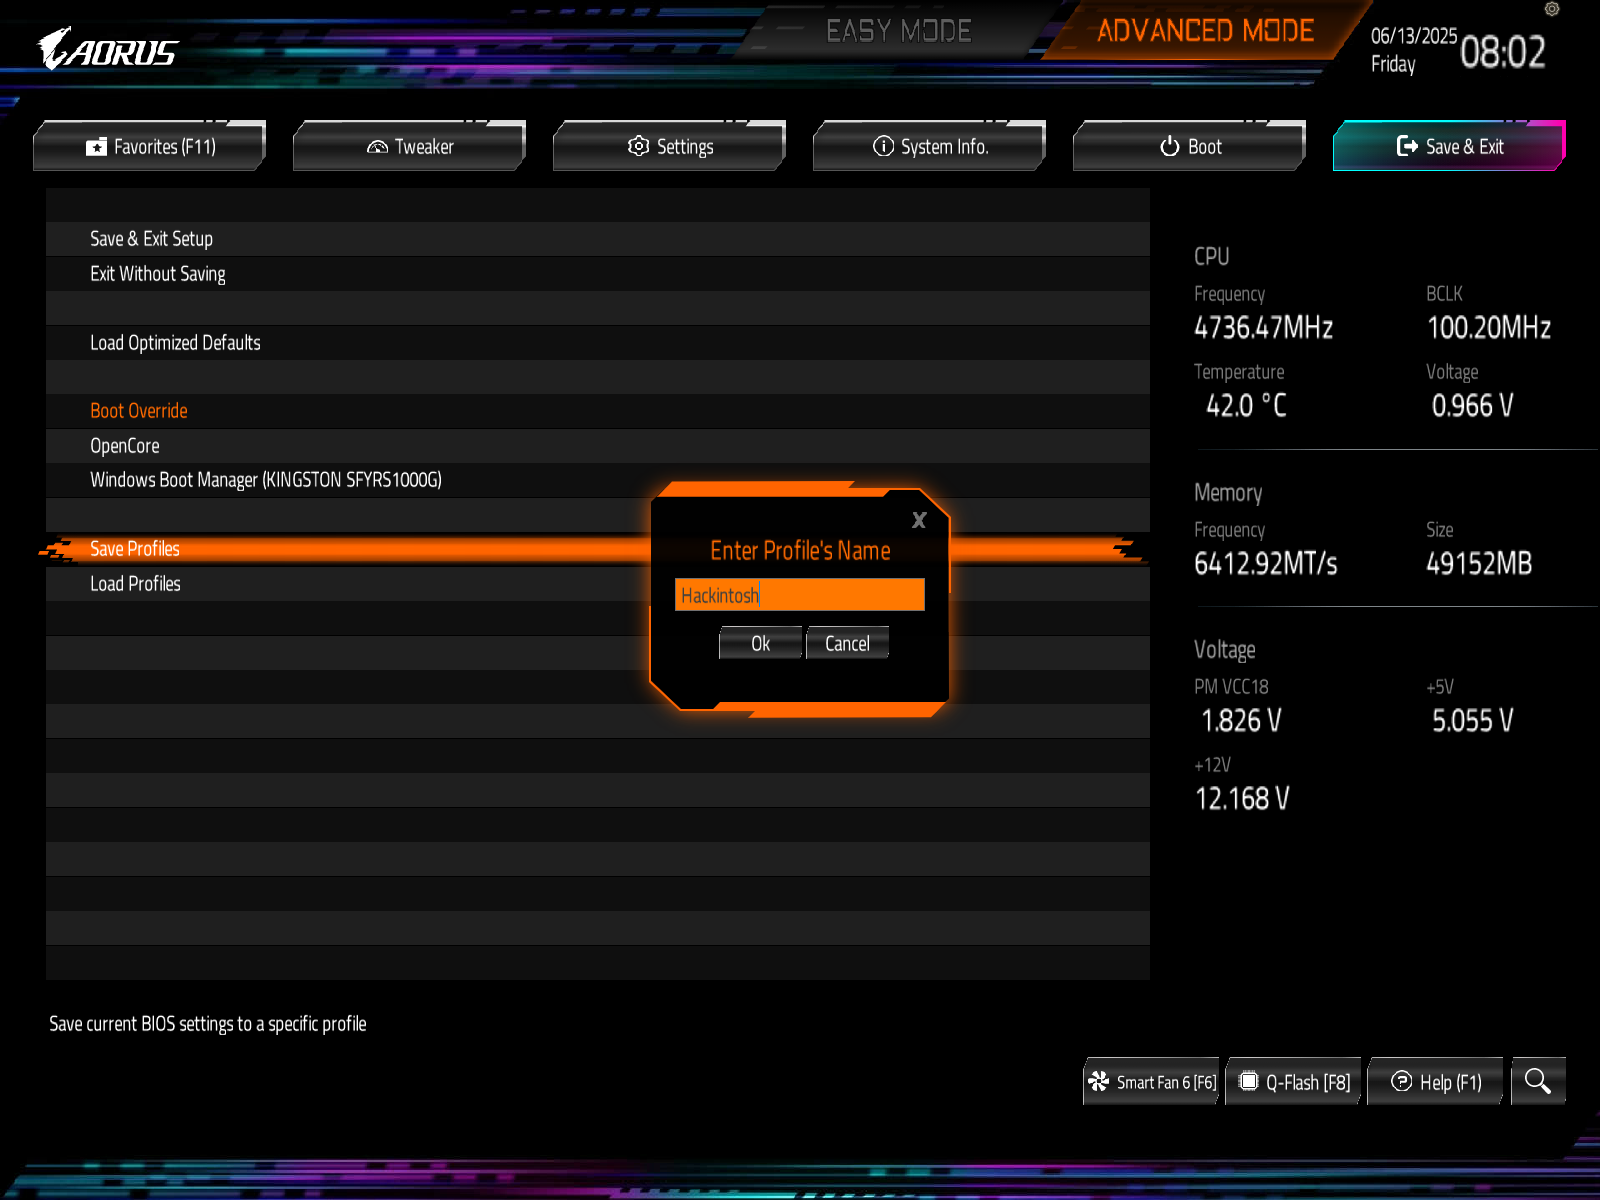 AORUS
EASY MODE
ADVANCED MODE
06/13/2025
Friday
08:02
Favorites (F11)
Tweaker
Settings
System Info.
Boot
Save & Exit
Save & Exit Setup
Exit Without Saving
Load Optimized Defaults
Boot Override
OpenCore
Windows Boot Manager (KINGSTON SFYRS1000G)
Save Profiles
Load Profiles
X
Enter Profile's Name
Hackintosh
Ok
Cancel
CPU
Frequency
BCLK
4736.47MHz
100.20MHz
Temperature
Voltage
42.0 °C
0.966 V
Memory
Frequency
Size
6412.92MT/s
49152MB
Voltage
PM VCC18
+5V
1.826 V
5.055 V
+12V
12.168 V
Save current BIOS settings to a specific profile
Smart Fan 6 [F6]
Q-Flash [F8]
Help (F1)